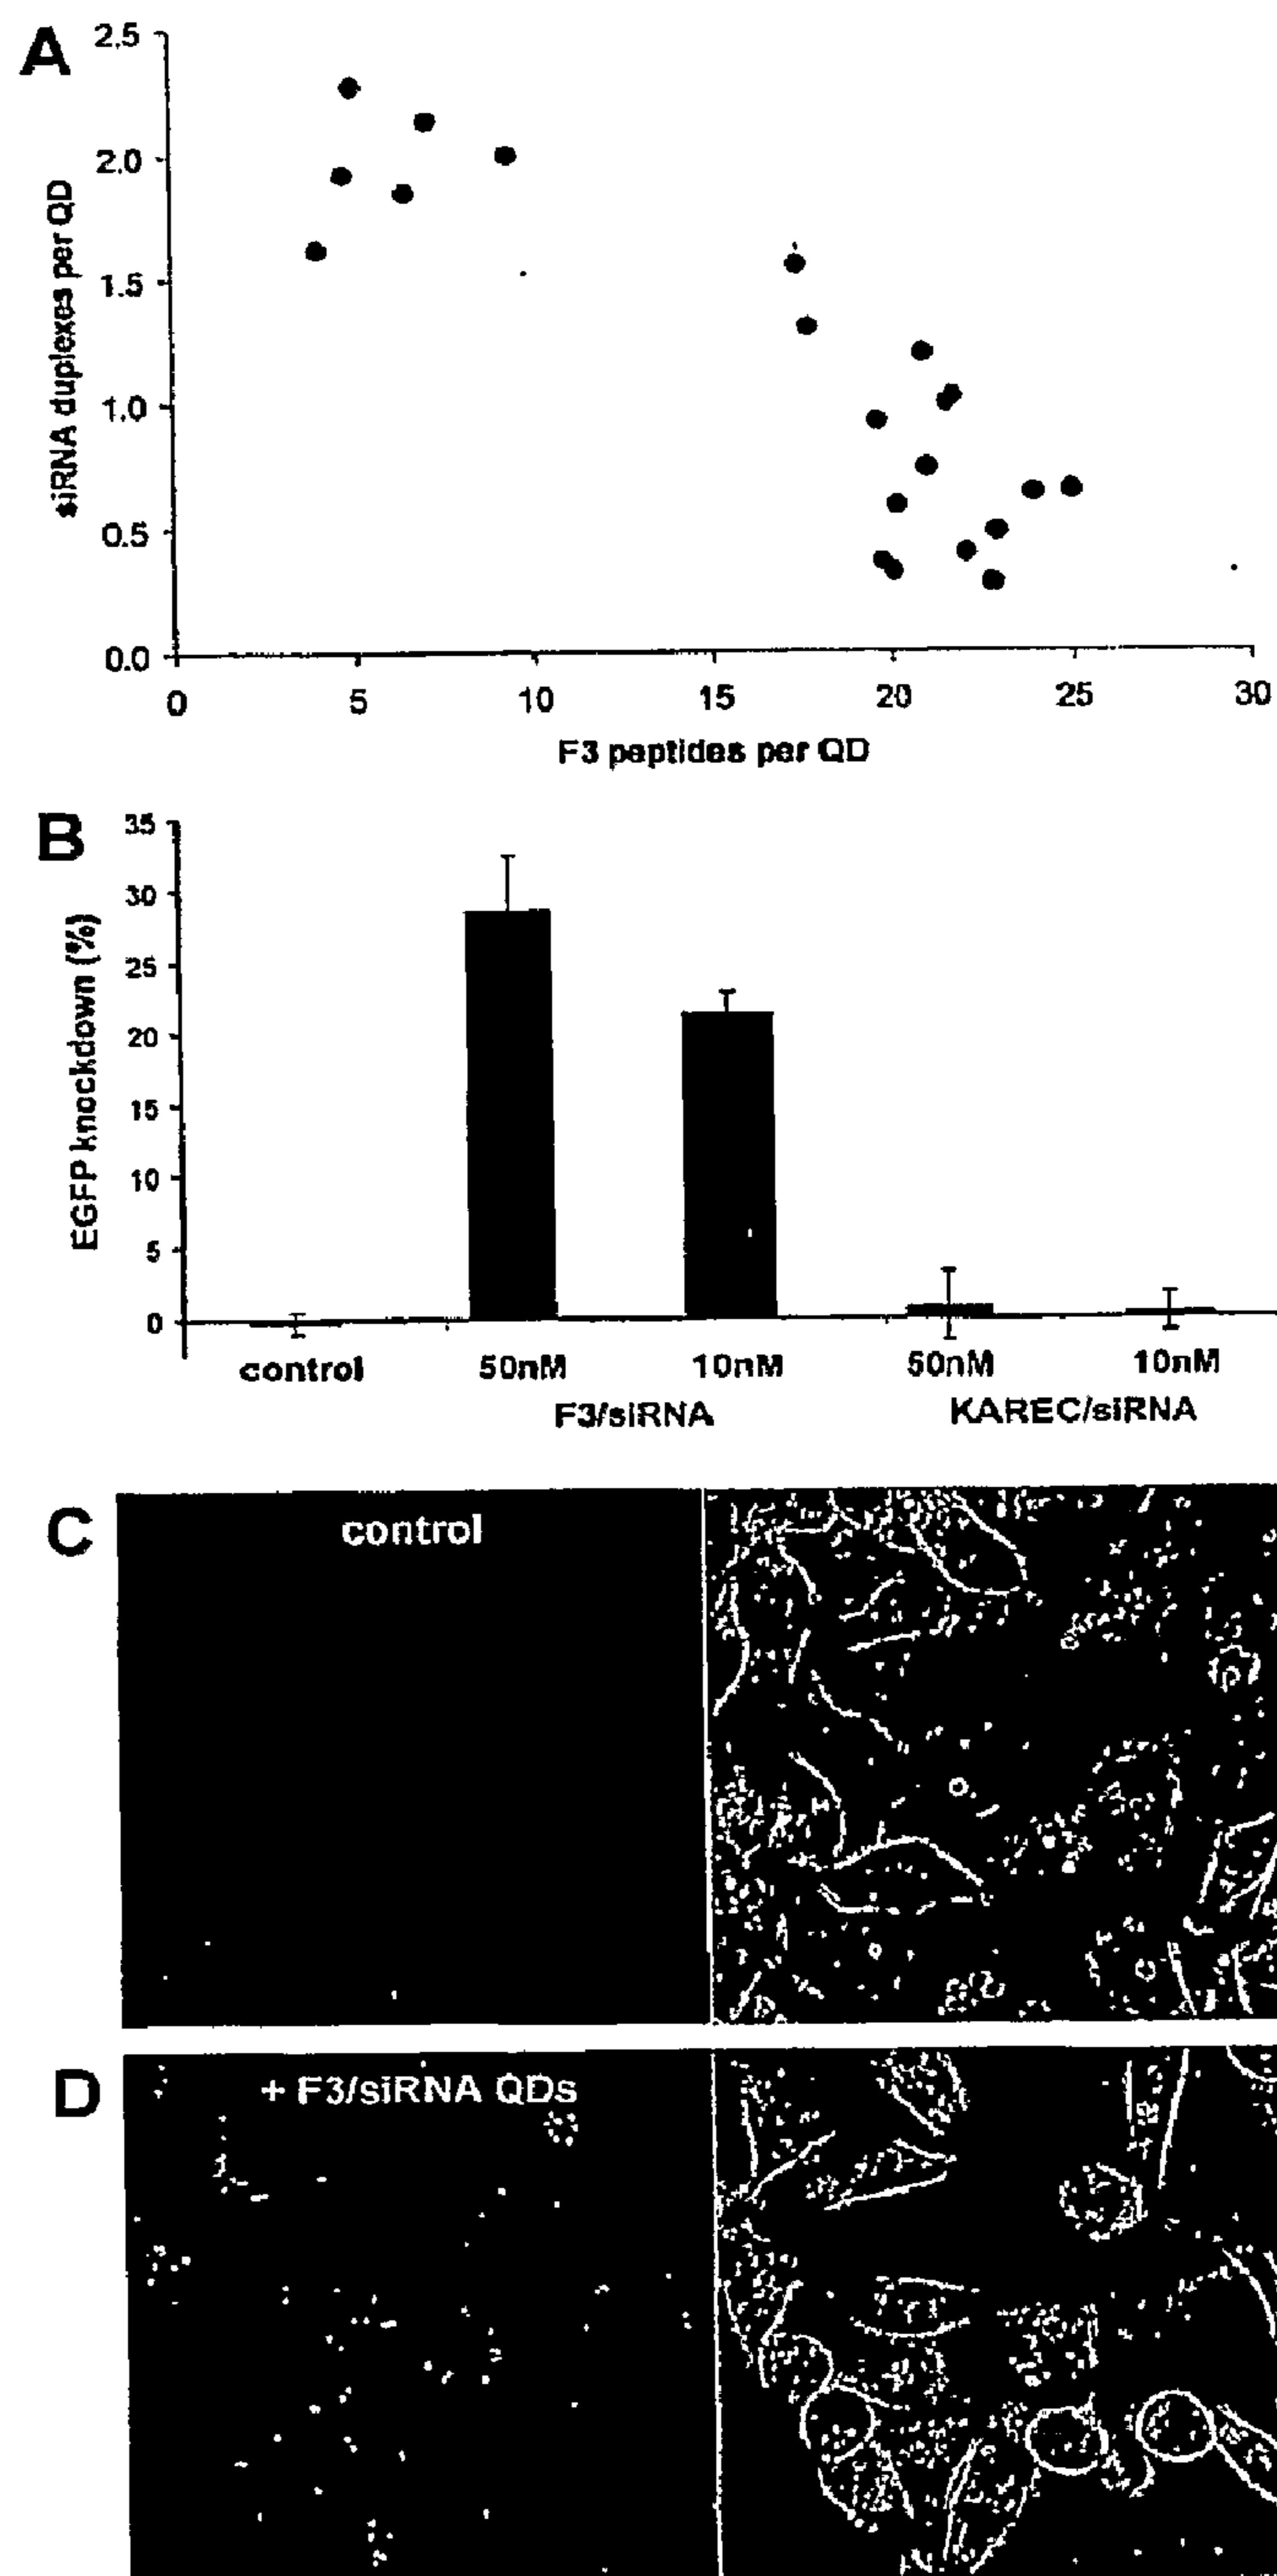 A
2.5
2.0
1.5
1.0
0.5
0.0
siRNA duplexes per QD
0 5 10 15 20 25 30
F3 peptides per QD
B
35
30
25
20
15
10
5
0
EGFP knockdown (%)
control 50nM 10nM 50nM 10nM
F3/siRNA KAREC/siRNA
C
control
D
+ F3/siRNA QDs